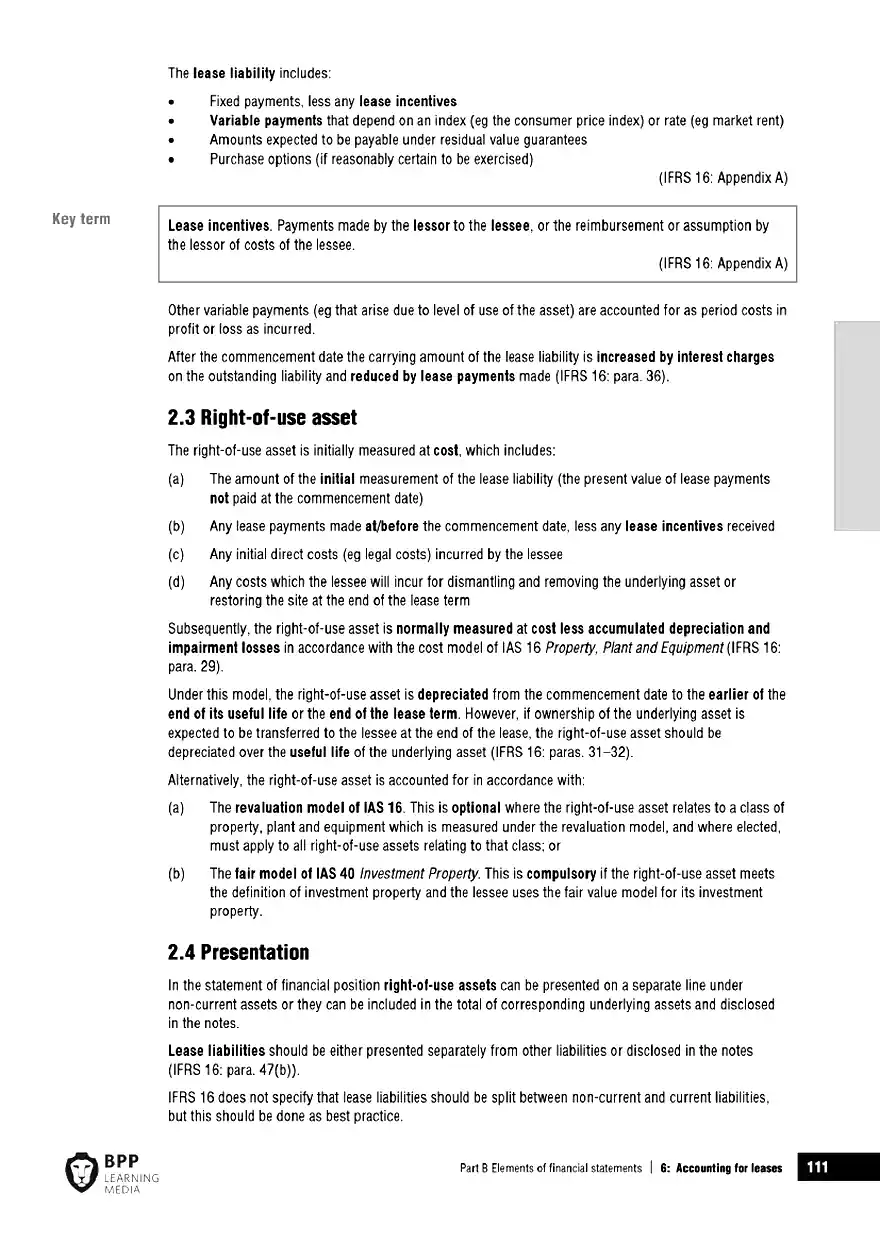 The lease liability includes:
• Fixed payments, less any lease incentives
• Variable payments that depend on an index (eg the consumer price index) or rate (eg market rent)
• Amounts expected to be payable under residual value guarantees
• Purchase options (if reasonably certain to be exercised)
(IFRS 16: Appendix A)
Key term
Lease incentives. Payments made by the lessor to the lessee, or the reimbursement or assumption by
the lessor of costs of the lessee.
(IFRS 16: Appendix A)
Other variable payments (eg that arise due to level of use of the asset) are accounted for as period costs in
profit or loss as incurred.
After the commencement date the carrying amount of the lease liability is increased by interest charges
on the outstanding liability and reduced by lease payments made (IFRS 16: para. 36).
2.3 Right-of-use asset
The right-of-use asset is initially measured at cost, which includes:
(a) The amount of the initial measurement of the lease liability (the present value of lease payments
not paid at the commencement date)
(b) Any lease payments made at/before the commencement date, less any lease incentives received
(c) Any initial direct costs (eg legal costs) incurred by the lessee
(d) Any costs which the lessee will incur for dismantling and removing the underlying asset or
restoring the site at the end of the lease term
Subsequently, the right-of-use asset is normally measured at cost less accumulated depreciation and
impairment losses in accordance with the cost model of IAS 16 Property, Plant and Equipment (IFRS 16:
para. 29).
Under this model, the right-of-use asset is depreciated from the commencement date to the earlier of the
end of its useful life or the end of the lease term. However, if ownership of the underlying asset is
expected to be transferred to the lessee at the end of the lease, the right-of-use asset should be
depreciated over the useful life of the underlying asset (IFRS 16: paras. 31–32).
Alternatively, the right-of-use asset is accounted for in accordance with:
(a) The revaluation model of IAS 16. This is optional where the right-of-use asset relates to a class of
property, plant and equipment which is measured under the revaluation model, and where elected,
must apply to all right-of-use assets relating to that class; or
(b) The fair model of IAS 40 Investment Property. This is compulsory if the right-of-use asset meets
the definition of investment property and the lessee uses the fair value model for its investment
property.
2.4 Presentation
In the statement of financial position right-of-use assets can be presented on a separate line under
non-current assets or they can be included in the total of corresponding underlying assets and disclosed
in the notes.
Lease liabilities should be either presented separately from other liabilities or disclosed in the notes
(IFRS 16: para. 47(b)).
IFRS 16 does not specify that lease liabilities should be split between non-current and current liabilities,
but this should be done as best practice.
BPP
LEARNING
MEDIA
Part B Elements of financial statements | 6: Accounting for leases 111